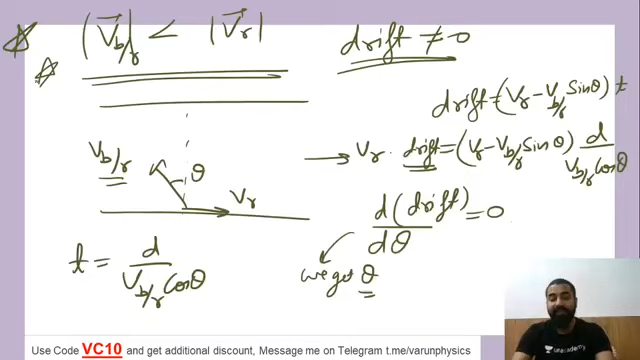 |V⃗b/r| < |V⃗r|
drift ≠ 0
drift = (Vr - Vb/r Sinθ) t
Vb/r
θ
Vr
Vr
drift = (Vr - Vb/r Sinθ) d / Vb/r Cosθ
d(drift) / dθ = 0
t = d / Vb/r Cosθ
we get θ
unacademy
Use Code VC10 and get additional discount, Message me on Telegram t.me/varunphysics